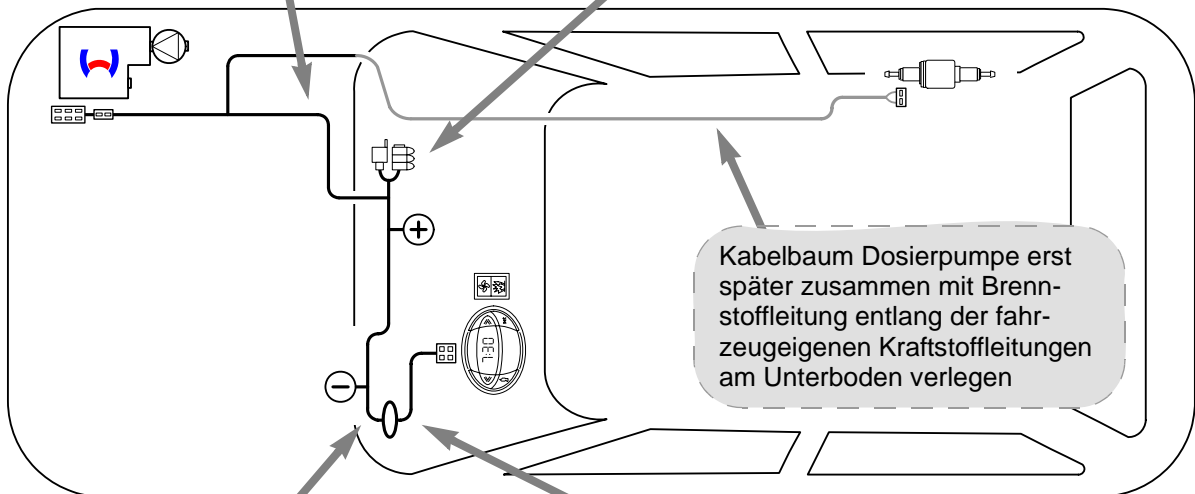 Kabelbaum Dosierpumpe erst
später zusammen mit Brenn-
stoffleitung entlang der fahr-
zeugeigenen Kraftstoffleitungen
am Unterboden verlegen